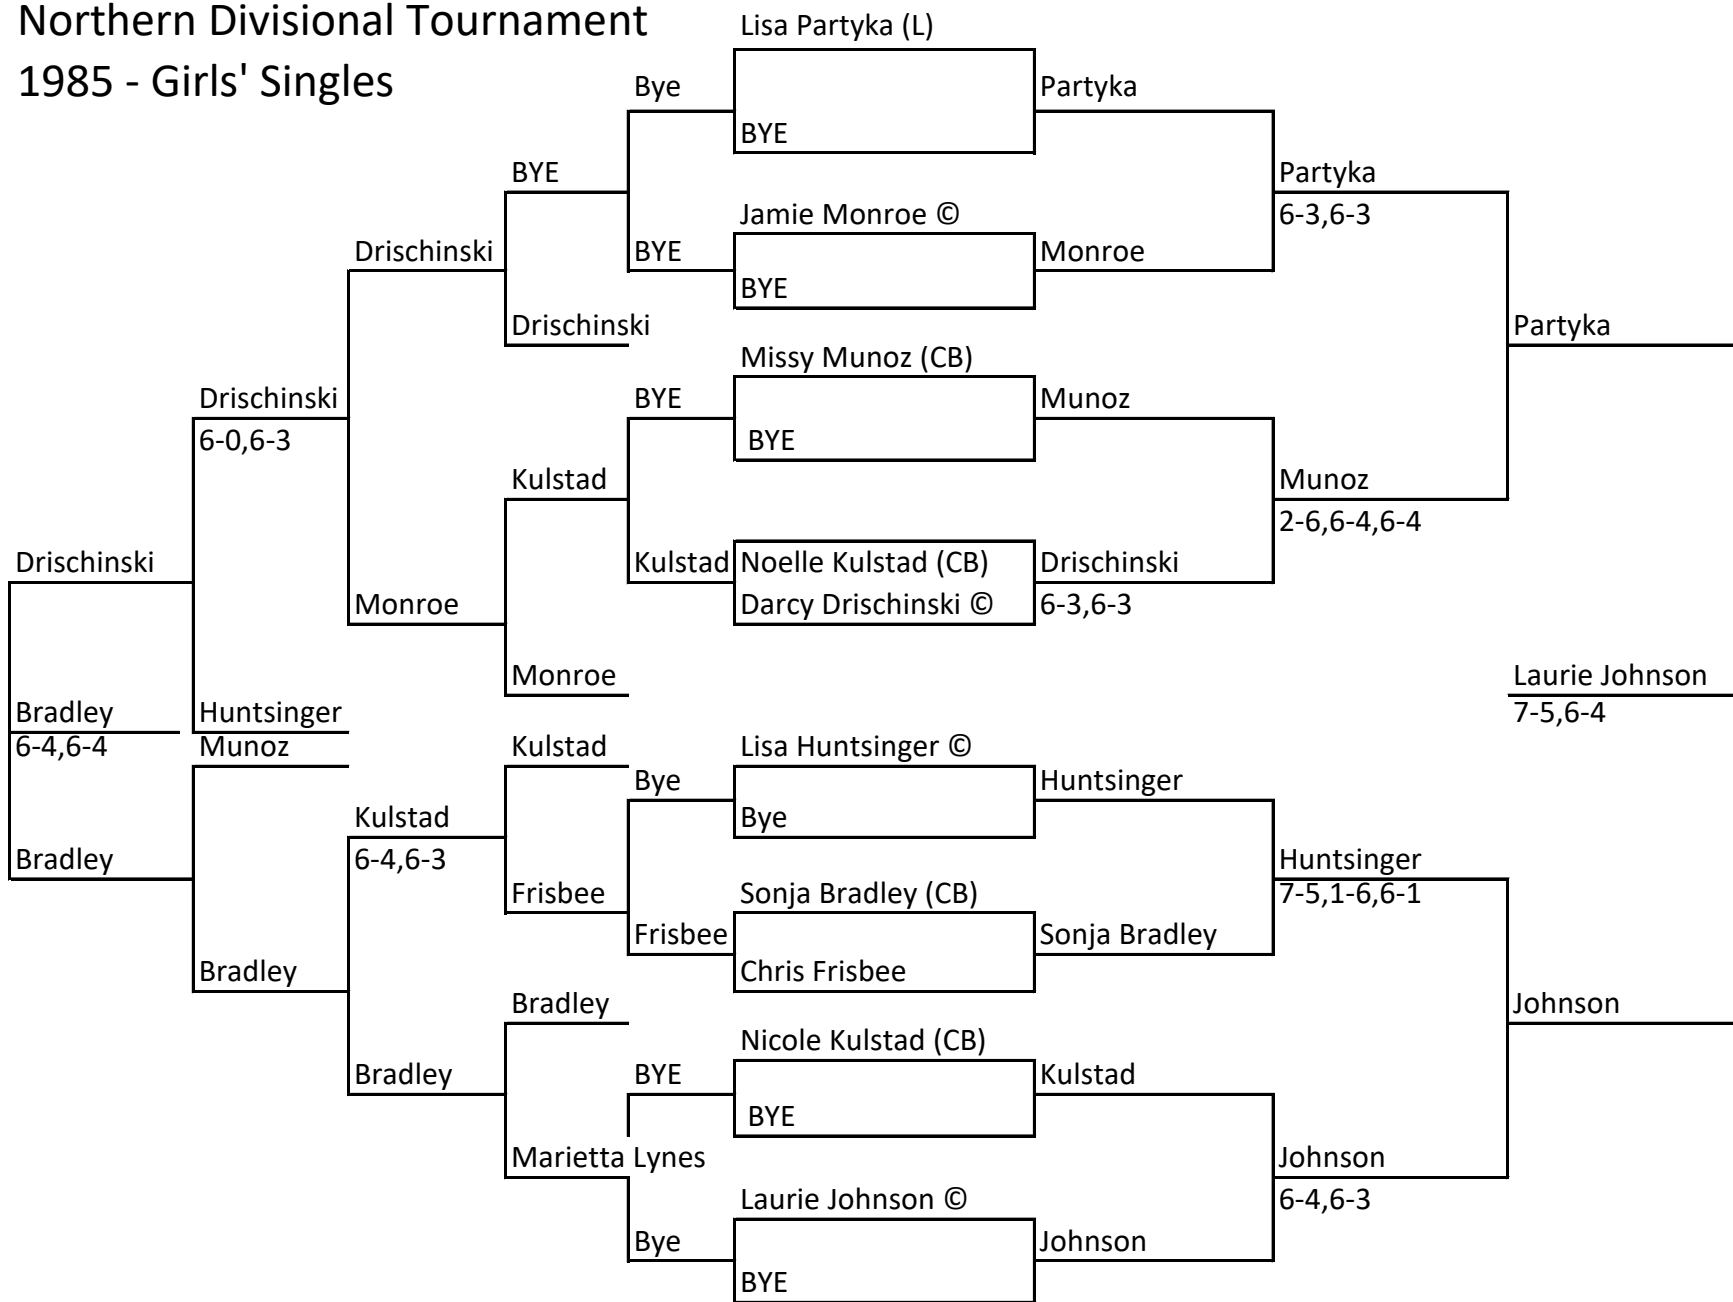 Northern Divisional Tournament
1985 - Girls' Singles
Lisa Partyka (L)
Bye
Partyka
BYE
BYE
Partyka
Jamie Monroe ©
6-3,6-3
Drischinski
BYE
Monroe
BYE
Drischinski
Partyka
Missy Munoz (CB)
Drischinski
BYE
Munoz
6-0,6-3
BYE
Kulstad
Munoz
2-6,6-4,6-4
Drischinski
Kulstad
Noelle Kulstad (CB)
Drischinski
Monroe
Darcy Drischinski ©
6-3,6-3
Monroe
Laurie Johnson
Bradley
Huntsinger
7-5,6-4
6-4,6-4
Munoz
Kulstad
Lisa Huntsinger ©
Bye
Huntsinger
Kulstad
Bye
Bradley
6-4,6-3
Huntsinger
Frisbee
Sonja Bradley (CB)
7-5,1-6,6-1
Frisbee
Sonja Bradley
Bradley
Chris Frisbee
Bradley
Johnson
Nicole Kulstad (CB)
Bradley
BYE
Kulstad
BYE
Marietta Lynes
Johnson
Laurie Johnson ©
6-4,6-3
Bye
Johnson
BYE